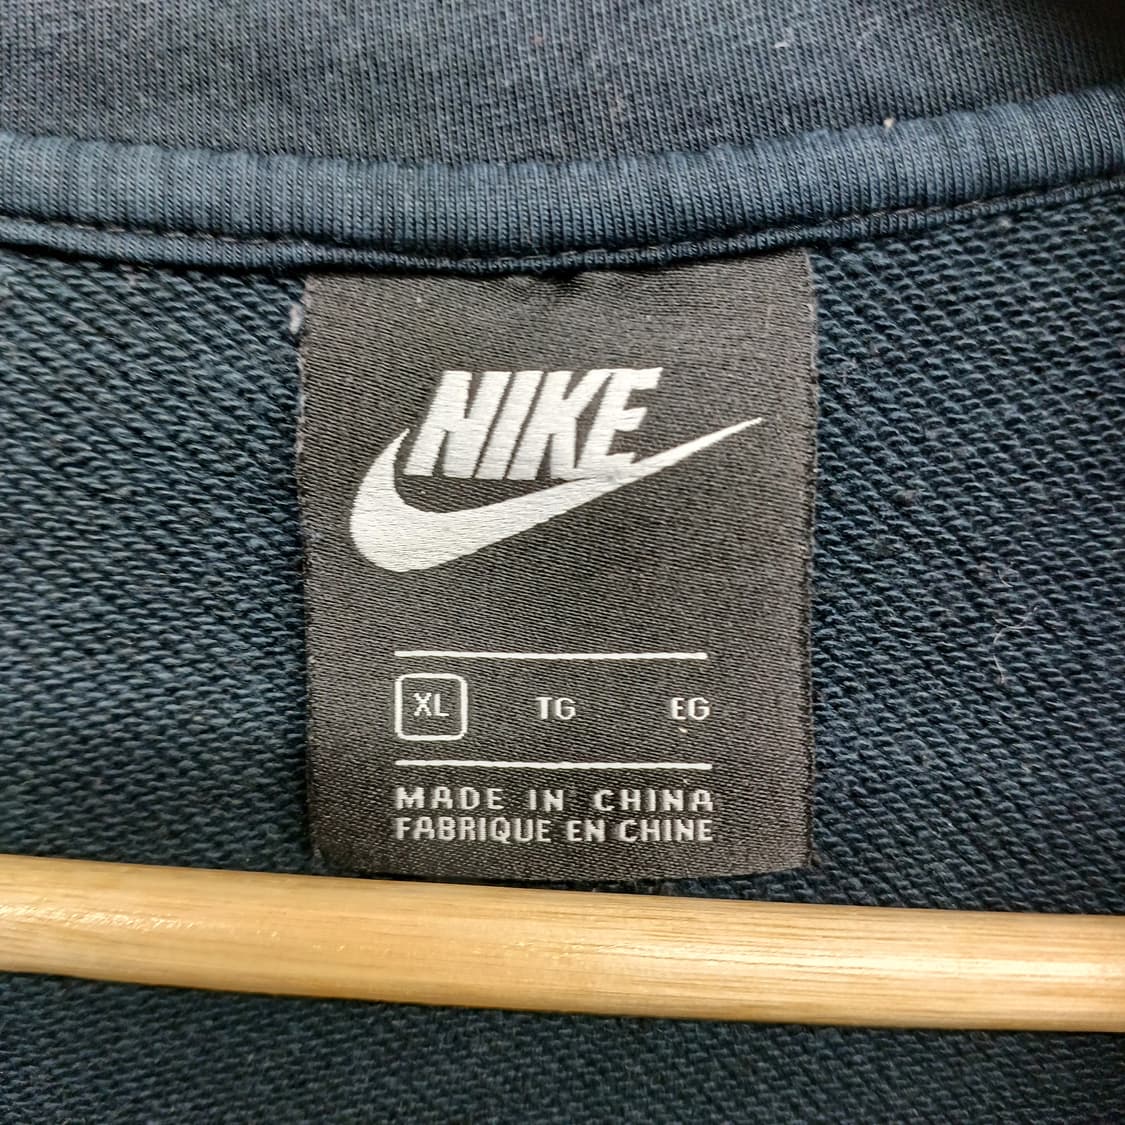 NIKE
XL TG EG
MADE IN CHINA
FABRIQUE EN CHINE